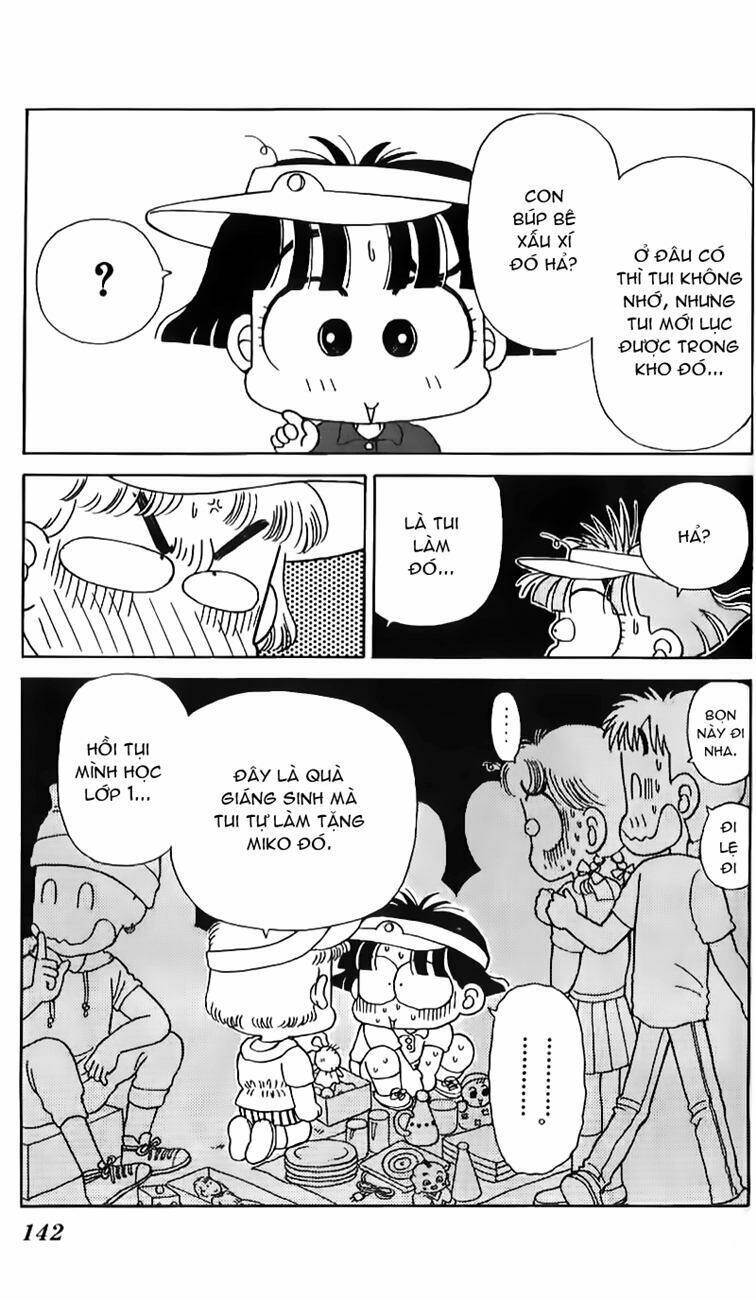 ?
CON
BÚP BÊ
XẤU XÍ
ĐÓ HẢ?
Ở ĐÂU CÓ
THÌ TUI KHÔNG
NHỚ, NHƯNG
TUI MỚI LỤC
ĐƯỢC TRONG
KHO ĐÓ...
LÀ TUI
LÀM
ĐÓ...
HẢ?
HỒI TỤI
MÌNH HỌC
LỚP 1...
ĐÂY LÀ QUÀ
GIÁNG SINH MÀ
TUI TỰ LÀM TẶNG
MIKO ĐÓ.
......
BỌN
NÀY ĐI
NHA.
ĐI
LẸ
ĐI
..........
142